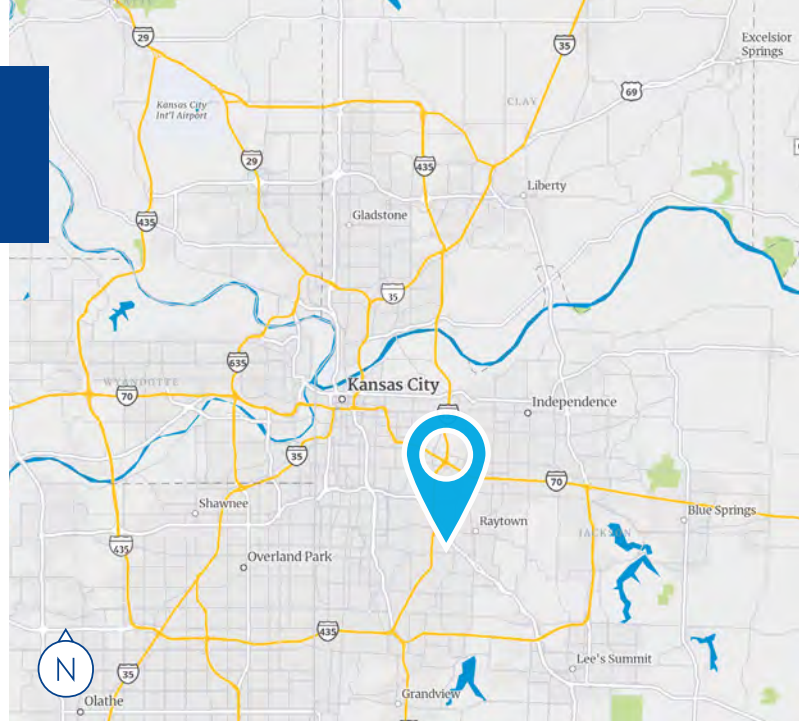 29
35
Excelsior
Springs
69
CLAY
Kansas City
Int'l Airport
29
435
Liberty
Gladstone
435
35
635
WYANDOTTE
70
Kansas City
Independence
35
70
Shawnee
Raytown
Blue Springs
JACKSON
435
Overland Park
435
N
35
Lee's Summit
Grandview
Olathe